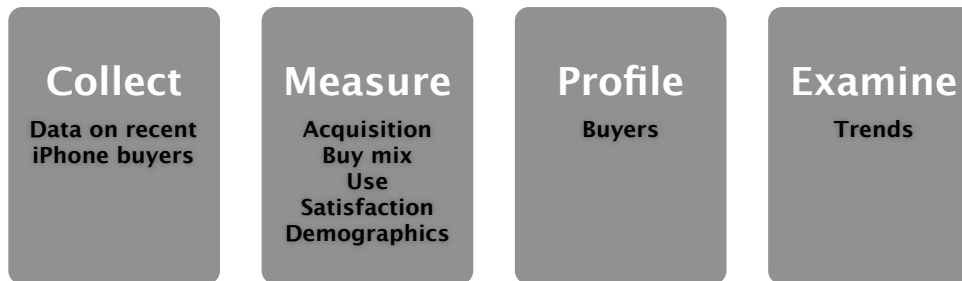 Collect
Data on recent
iPhone buyers
Measure
Acquisition
Buy mix
Use
Satisfaction
Demographics
Profile
Buyers
Examine
Trends